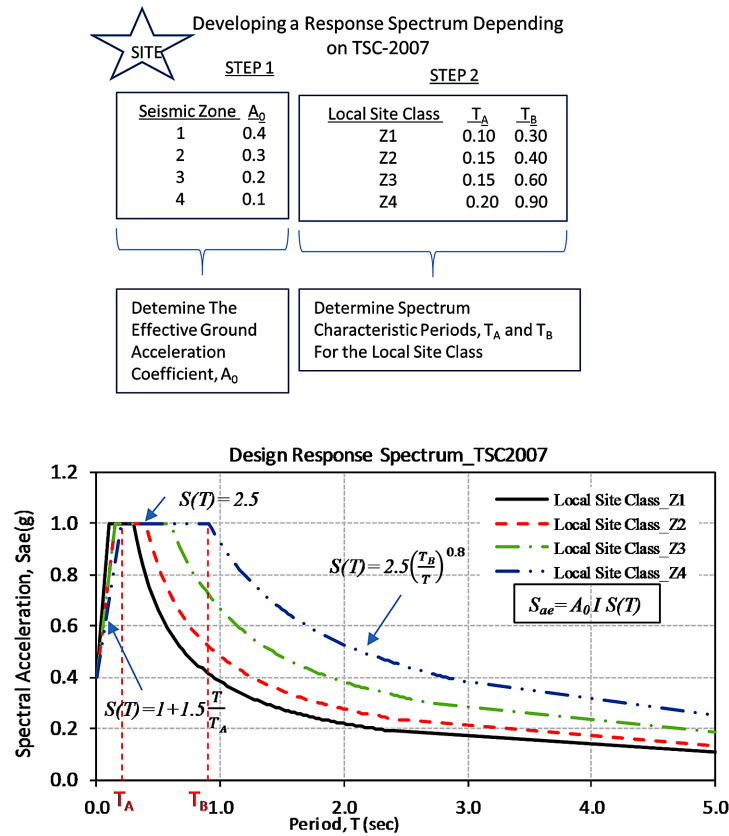 Developing a Response Spectrum Depending
on TSC-2007
SITE
STEP 1
STEP 2
Seismic Zone A0
1 0.4
2 0.3
3 0.2
4 0.1
Local Site Class TA TB
Z1 0.10 0.30
Z2 0.15 0.40
Z3 0.15 0.60
Z4 0.20 0.90
Detemine The
Effective Ground
Acceleration
Coefficient, A0
Determine Spectrum
Characteristic Periods, TA and TB
For the Local Site Class
Design Response Spectrum_TSC2007
Spectral Acceleration, Sae(g)
1.2
1.0
0.8
0.6
0.4
0.2
0.0
S(T) = 2.5
S(T) = 2.5(TB/T)^0.8
S(T)=1+1.5 T/TA
Local Site Class_Z1
Local Site Class_Z2
Local Site Class_Z3
Local Site Class_Z4
Sae= A0 I S(T)
0.0 TA TB 1.0 2.0 3.0 4.0 5.0
Period, T (sec)